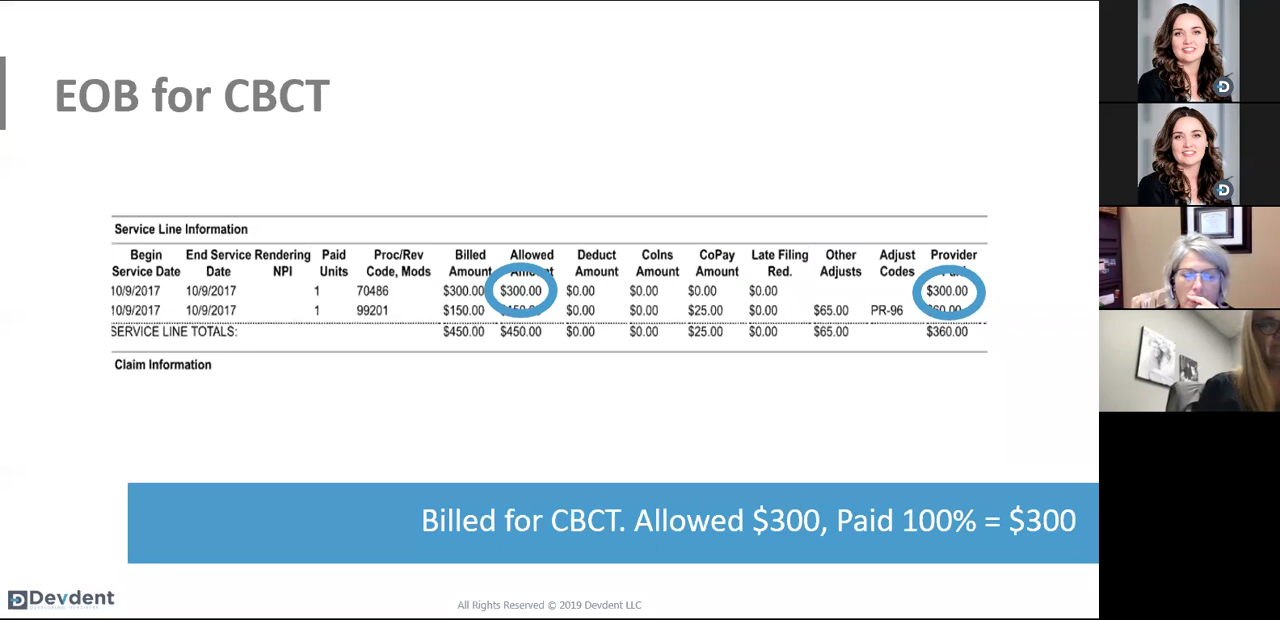 EOB for CBCT
Service Line Information
Begin End Service Rendering Paid Proc/Rev Billed Allowed Deduct CoIns CoPay Late Filing Other Adjust Provider
Service Date Date NPI Units Code, Mods Amount Amount Amount Amount Amount Red. Adjusts Codes Paid
10/9/2017 10/9/2017 1 70486 $300.00 $300.00 $0.00 $0.00 $0.00 $0.00 $300.00
10/9/2017 10/9/2017 1 99201 $150.00 $150.00 $0.00 $0.00 $25.00 $0.00 $65.00 PR-96 $60.00
SERVICE LINE TOTALS: $450.00 $450.00 $0.00 $0.00 $25.00 $0.00 $65.00 $360.00
Claim Information
Billed for CBCT. Allowed $300, Paid 100% = $300
Devdent
All Rights Reserved © 2019 Devdent LLC